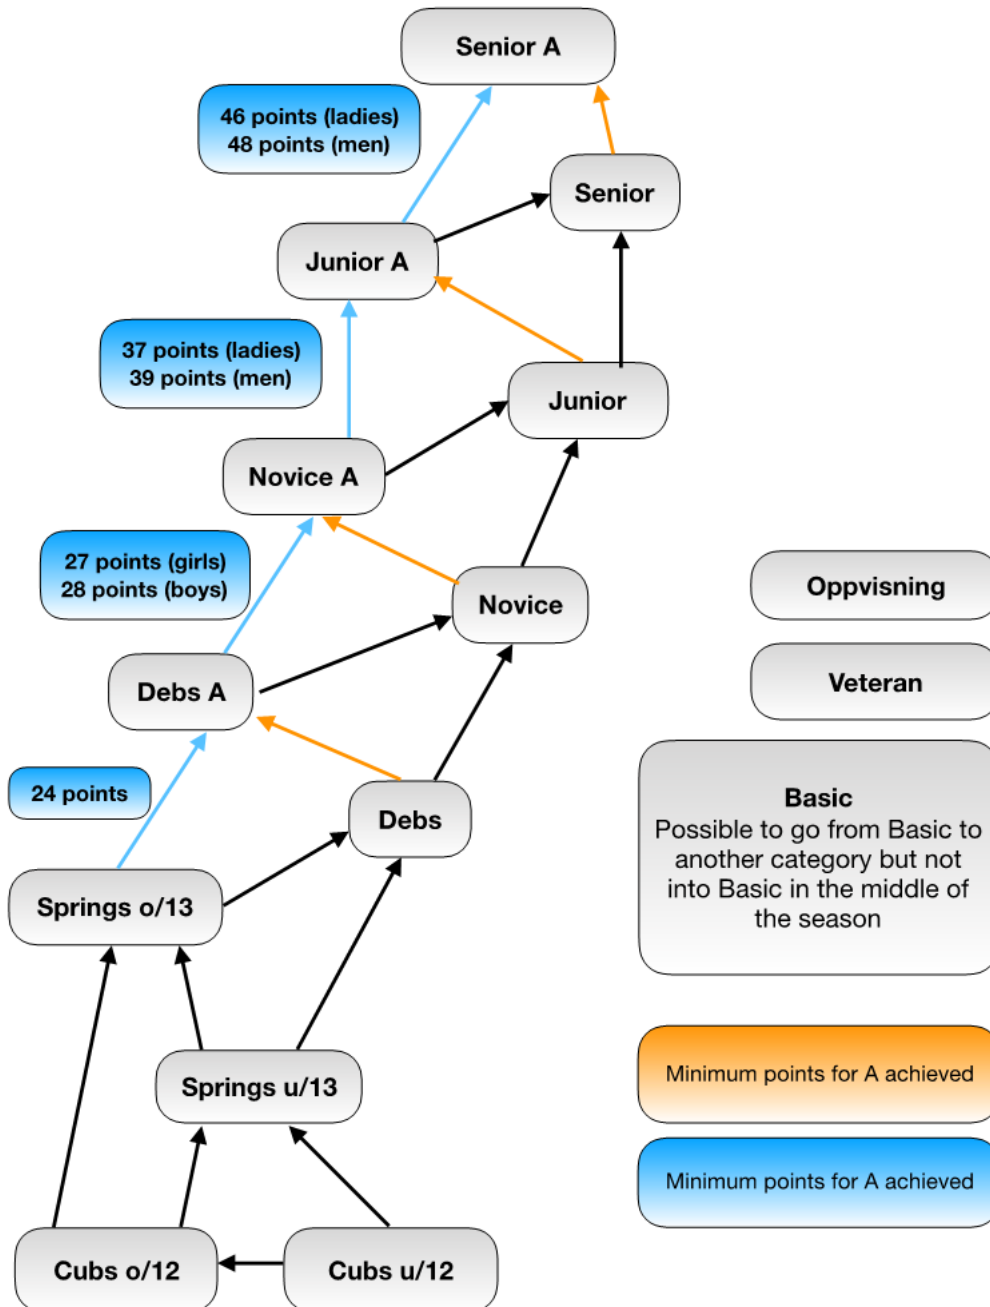 Senior A
46 points (ladies)
48 points (men)
Senior
Junior A
37 points (ladies)
39 points (men)
Junior
Novice A
27 points (girls)
28 points (boys)
Novice
Oppvisning
Debs A
Veteran
24 points
Debs
Basic
Possible to go from Basic to
another category but not
into Basic in the middle of
the season
Springs o/13
Springs u/13
Minimum points for A achieved
Minimum points for A achieved
Cubs o/12
Cubs u/12